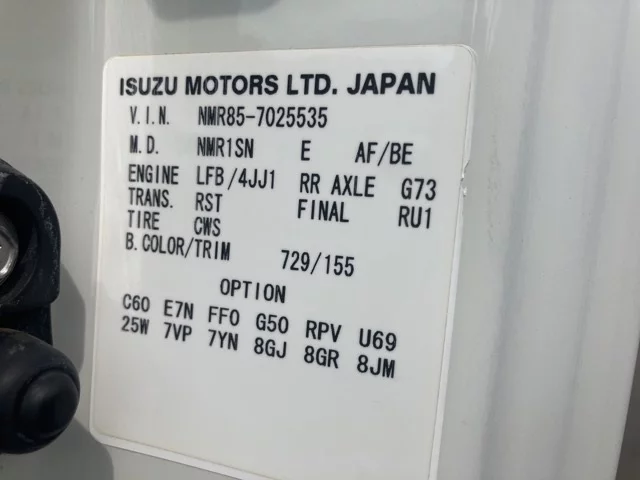 ISUZU MOTORS LTD. JAPAN
V.I.N. NMR85-7025535
M.D. NMR1SN E AF/BE
ENGINE LFB/4JJ1 RR AXLE G73
TRANS. RST FINAL RU1
TIRE CWS
B.COLOR/TRIM 729/155
OPTION
C60 E7N FF0 G50 RPV U69
25W 7VP 7YN 8GJ 8GR 8JM